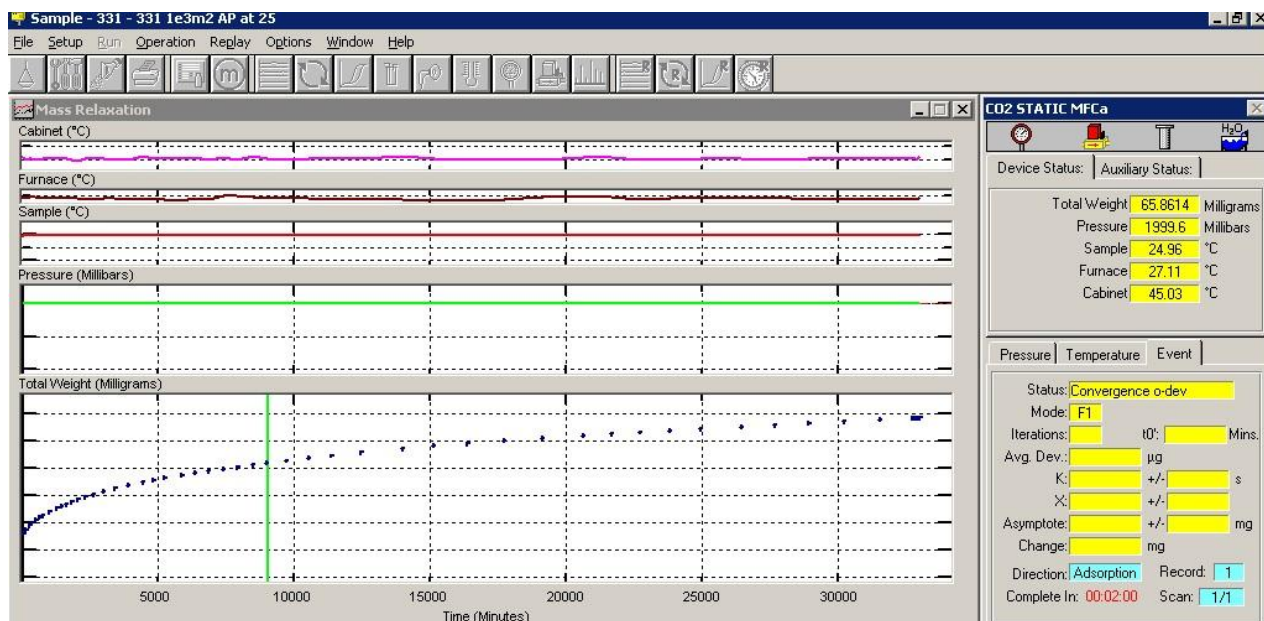 Sample - 331 - 331 1e3m2 AP at 25
File Setup Run Operation Replay Options Window Help
m R R R R
Mass Relaxation
Cabinet (°C)
Furnace (°C)
Sample (°C)
Pressure (Millibars)
Total Weight (Milligrams)
5000 10000 15000 20000 25000 30000
Time (Minutes)
CO2 STATIC MFCa
H2O
Device Status: Auxiliary Status:
Total Weight 65.8614 Milligrams
Pressure 1999.6 Millibars
Sample 24.96 °C
Furnace 27.11 °C
Cabinet 45.03 °C
Pressure Temperature Event
Status: Convergence o-dev
Mode: F1
Iterations: t0': Mins.
Avg. Dev.: µg
K: +/- s
X: +/-
Asymptote: +/- mg
Change: mg
Direction: Adsorption Record: 1
Complete In: 00:02:00 Scan: 1/1